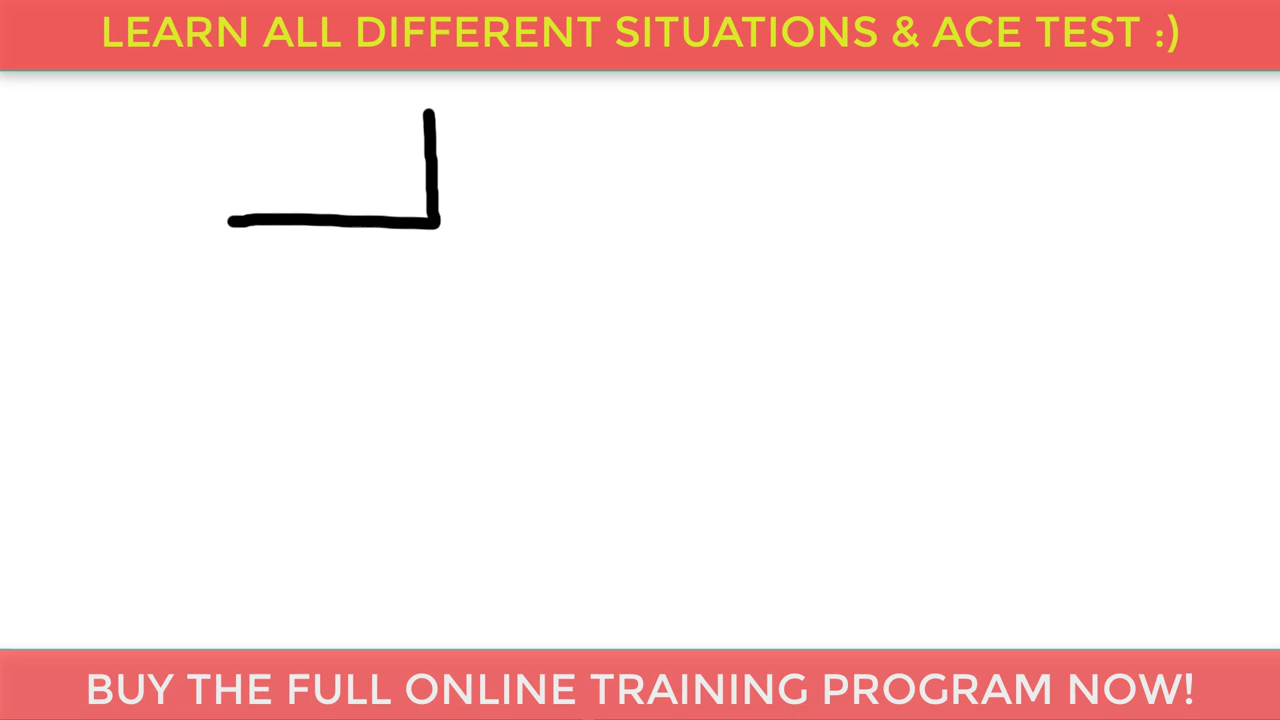 LEARN ALL DIFFERENT SITUATIONS & ACE TEST :)
BUY THE FULL ONLINE TRAINING PROGRAM NOW!